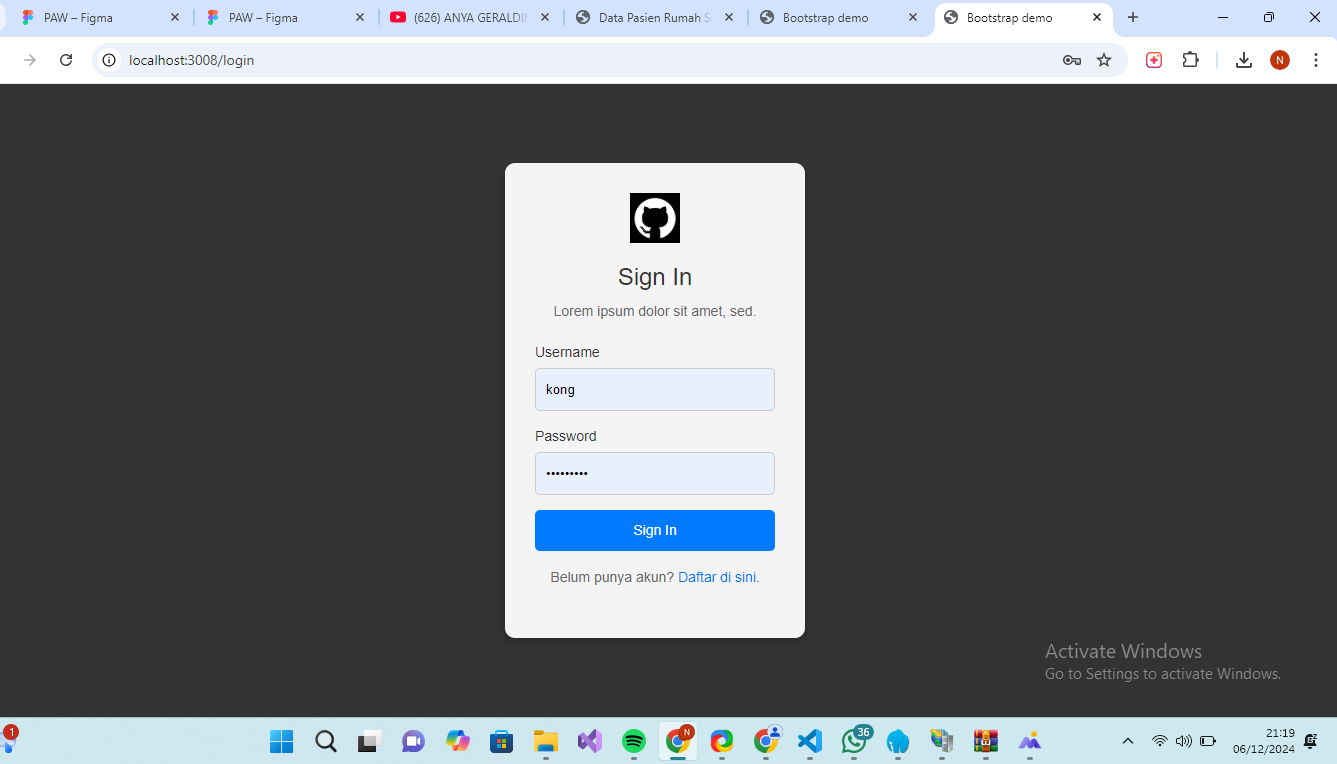 PAW – Figma
PAW – Figma
(626) ANYA GERALDIN
Data Pasien Rumah S
Bootstrap demo
Bootstrap demo
localhost:3008/login
N
Sign In
Lorem ipsum dolor sit amet, sed.
Username
kong
Password
•••••••••
Sign In
Belum punya akun? Daftar di sini.
Activate Windows
Go to Settings to activate Windows.
1
N
36
21:19
06/12/2024